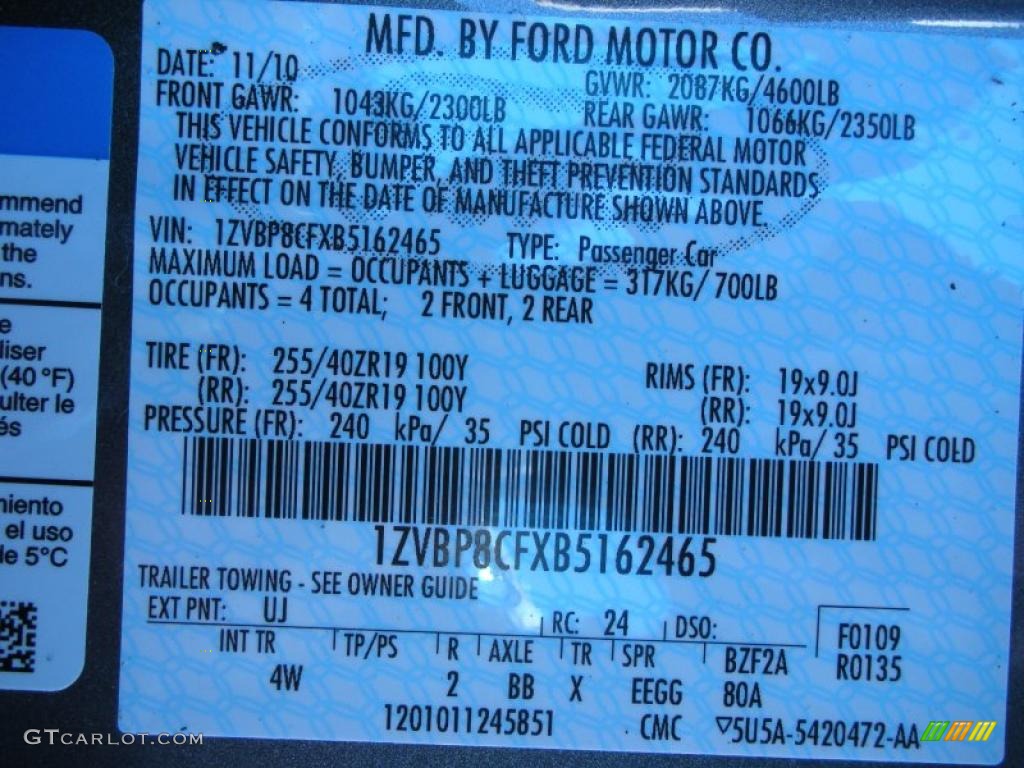 MFD. BY FORD MOTOR CO.
DATE: 11/10
GVWR: 2087KG/4600LB
FRONT GAWR: 1043KG/2300LB
REAR GAWR: 1066KG/2350LB
THIS VEHICLE CONFORMS TO ALL APPLICABLE FEDERAL MOTOR
VEHICLE SAFETY, BUMPER, AND THEFT PREVENTION STANDARDS
IN EFFECT ON THE DATE OF MANUFACTURE SHOWN ABOVE.
VIN: 1ZVBP8CFXB5162465 TYPE: Passenger Car
MAXIMUM LOAD = OCCUPANTS + LUGGAGE = 317KG/700LB
OCCUPANTS = 4 TOTAL; 2 FRONT, 2 REAR
TIRE (FR): 255/40ZR19 100Y RIMS (FR): 19x9.0J
(RR): 255/40ZR19 100Y (RR): 19x9.0J
PRESSURE (FR): 240 kPa/ 35 PSI COLD (RR): 240 kPa/ 35 PSI COLD
1ZVBP8CFXB5162465
TRAILER TOWING - SEE OWNER GUIDE
EXT PNT: UJ RC: 24 DSO:
F0109
R0135
INT TR TP/PS R AXLE TR SPR BZF2A
4W 2 BB X EEGG 80A
1201011245851 CMC 5U5A-5420472-AA
mmend
mately
the
ns.
e
liser
(40 °F)
ulter le
és
miento
el uso
de 5°C
GTCARLOT.COM